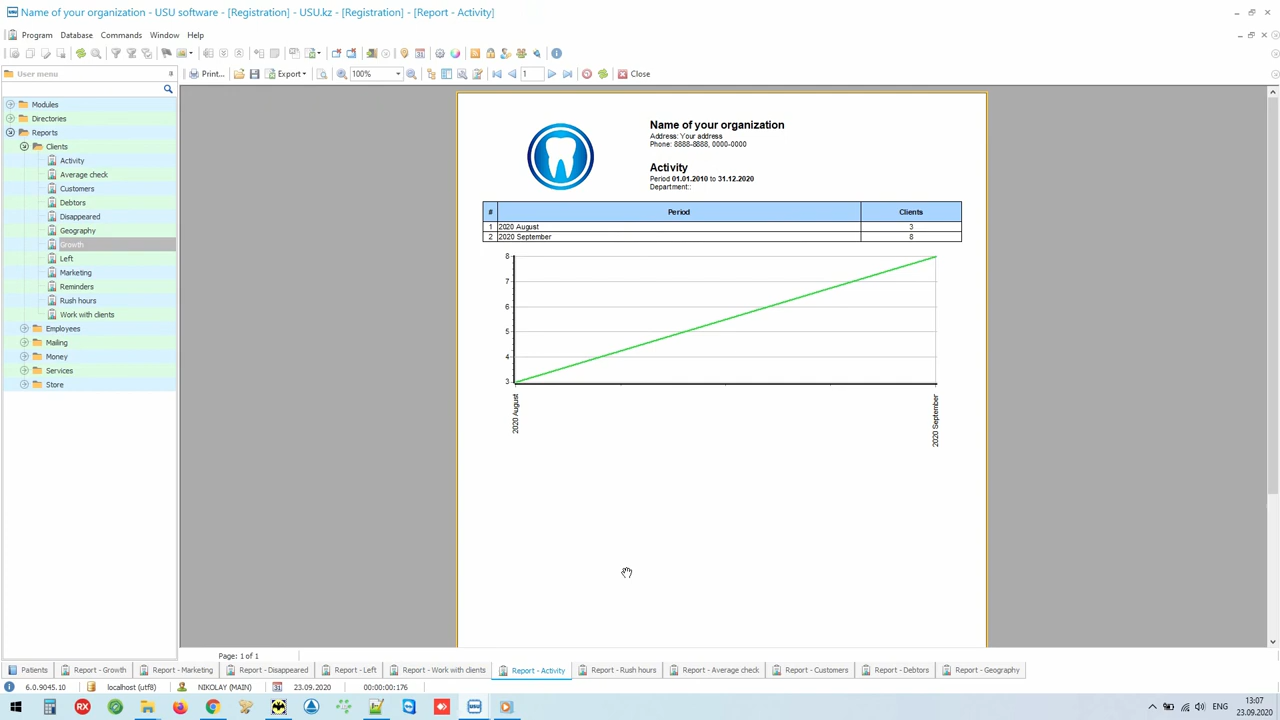 Name of your organization - USU software - [Registration] - USU.kz - [Registration] - [Report - Activity]
Program Database Commands Window Help
User menu
Print... Export 100% 1 Close
Modules
Directories
Reports
Clients
Activity
Average check
Customers
Debtors
Disappeared
Geography
Growth
Left
Marketing
Reminders
Rush hours
Work with clients
Employees
Mailing
Money
Services
Store
Name of your organization
Address: Your address
Phone: 8888-8888, 0000-0000
Activity
Period 01.01.2010 to 31.12.2020
Department::
# Period Clients
1 2020 August 3
2 2020 September 8
8
7
6
5
4
3
2020 August
2020 September
Page: 1 of 1
Patients Report - Growth Report - Marketing Report - Disappeared Report - Left Report - Work with clients Report - Activity Report - Rush hours Report - Average check Report - Customers Report - Debtors Report - Geography
6.0.9045.10 localhost (utf8) NIKOLAY (MAIN) 23.09.2020 00:00:00:176
ENG
13:07
23.09.2020